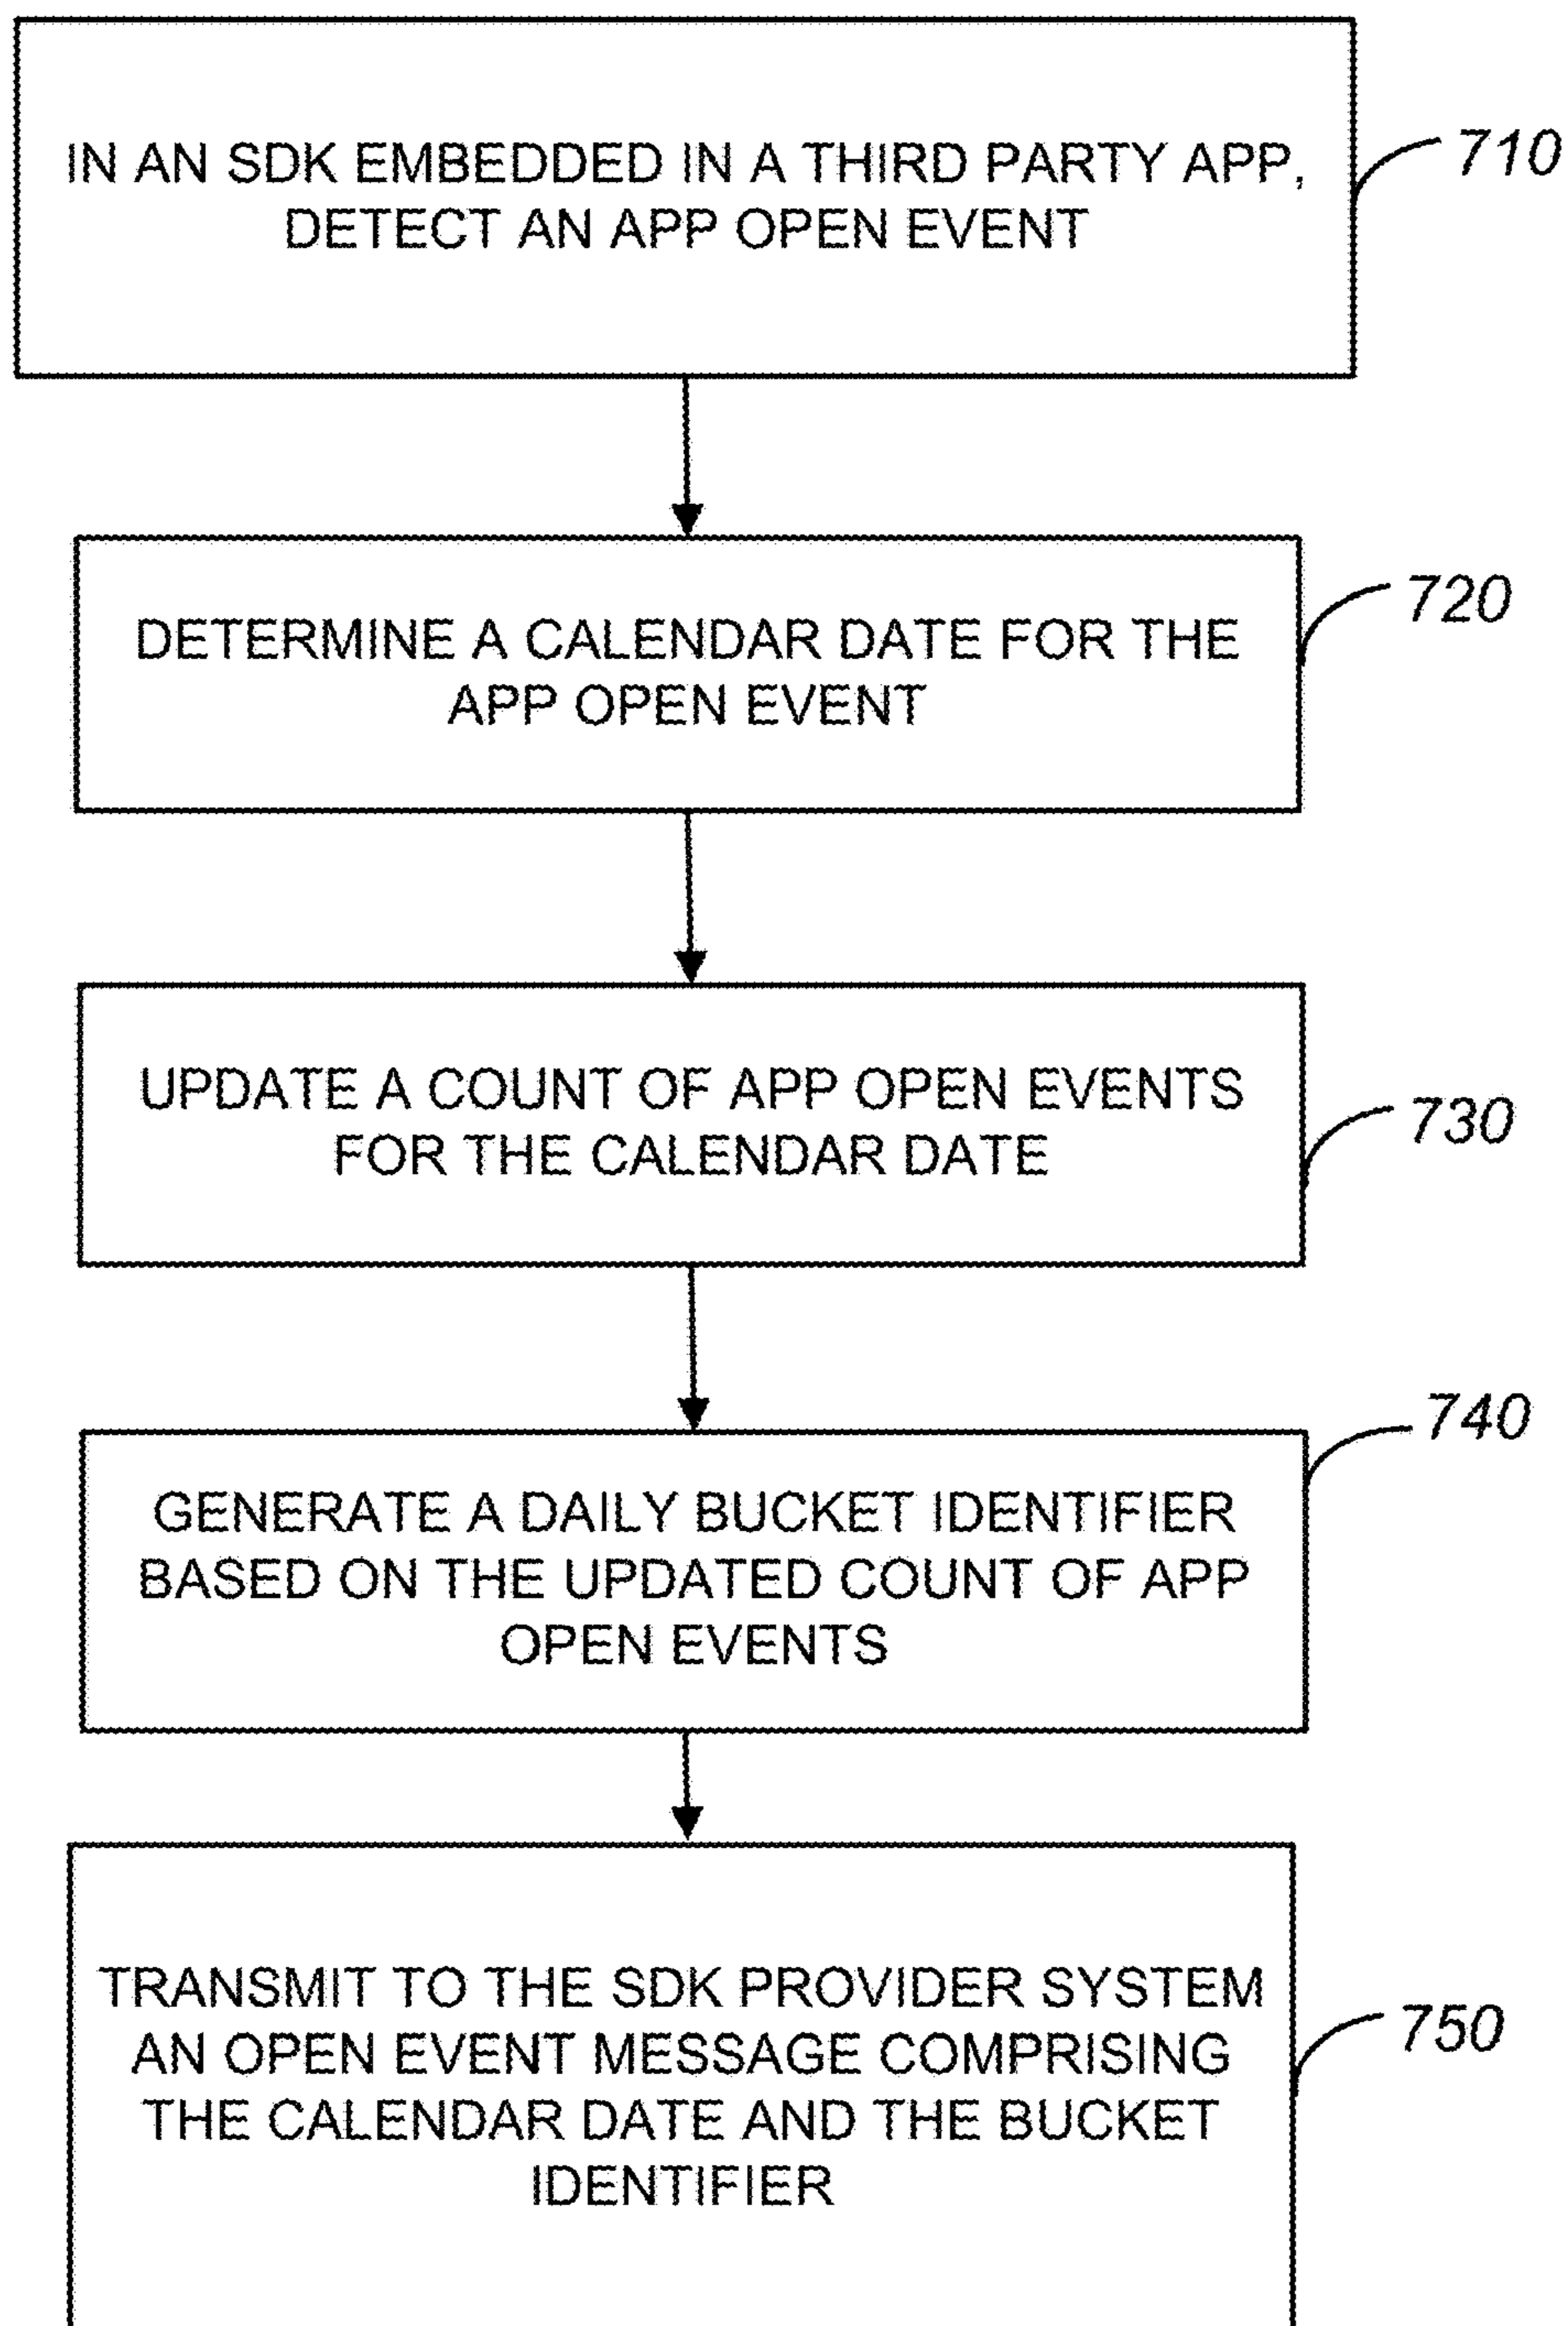 IN AN SDK EMBEDDED IN A THIRD PARTY APP,
DETECT AN APP OPEN EVENT
710
DETERMINE A CALENDAR DATE FOR THE
APP OPEN EVENT
720
UPDATE A COUNT OF APP OPEN EVENTS
FOR THE CALENDAR DATE
730
GENERATE A DAILY BUCKET IDENTIFIER
BASED ON THE UPDATED COUNT OF APP
OPEN EVENTS
740
TRANSMIT TO THE SDK PROVIDER SYSTEM
AN OPEN EVENT MESSAGE COMPRISING
THE CALENDAR DATE AND THE BUCKET
IDENTIFIER
750